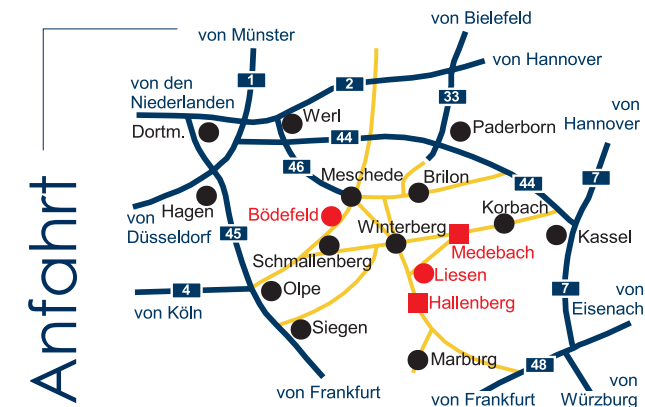 Anfahrt
von Münster
von Bielefeld
von Hannover
von den
Niederlanden
1
2
33
von
Hannover
Dortm.
Werl
44
Paderborn
46
Meschede
Brilon
44
7
Hagen
Bödefeld
Korbach
von
Düsseldorf
45
Winterberg
Medebach
Kassel
Schmallenberg
Liesen
4
Olpe
7
von
Eisenach
von Köln
Hallenberg
Siegen
Marburg
48
von Frankfurt
von Frankfurt
von
Würzburg